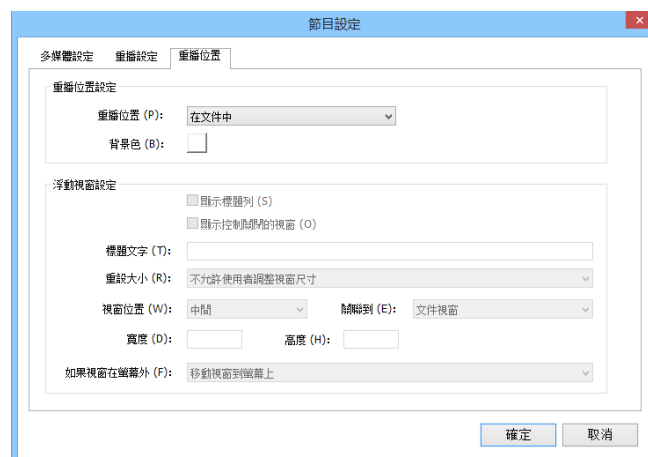 節目設定
多媒體設定 重播設定 重播位置
重播位置設定
重播位置 (P): 在文件中
背景色 (B):
浮動視窗設定
顯示標題列 (S)
顯示控制關閉的視窗 (O)
標題文字 (T):
重設大小 (R): 不允許使用者調整視窗尺寸
視窗位置 (W): 中間 關聯到 (E): 文件視窗
寬度 (D): 高度 (H):
如果視窗在螢幕外 (F): 移動視窗到螢幕上
確定 取消